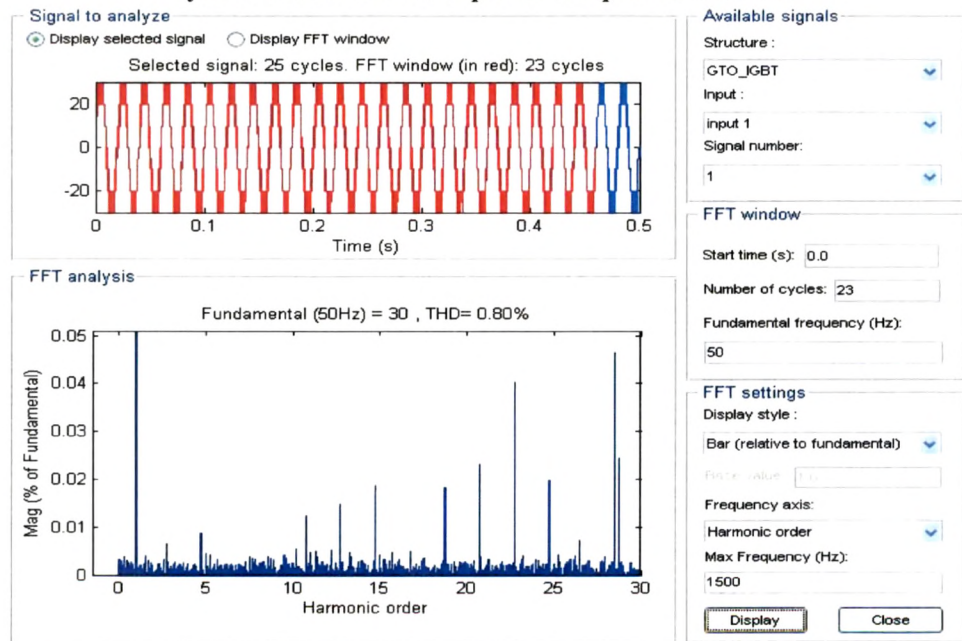 Signal to analyze
Display selected signal Display FFT window
Selected signal: 25 cycles. FFT window (in red): 23 cycles
20
0
-20
0 0.1 0.2 0.3 0.4 0.5
Time (s)
FFT analysis
Fundamental (50Hz) = 30 , THD= 0.80%
0.05
0.04
0.03
0.02
0.01
0
Mag (% of Fundamental)
0 5 10 15 20 25 30
Harmonic order
Available signals
Structure :
GTO_IGBT
Input :
input 1
Signal number:
1
FFT window
Start time (s): 0.0
Number of cycles: 23
Fundamental frequency (Hz):
50
FFT settings
Display style :
Bar (relative to fundamental)
Base value:
Frequency axis:
Harmonic order
Max Frequency (Hz):
1500
Display Close